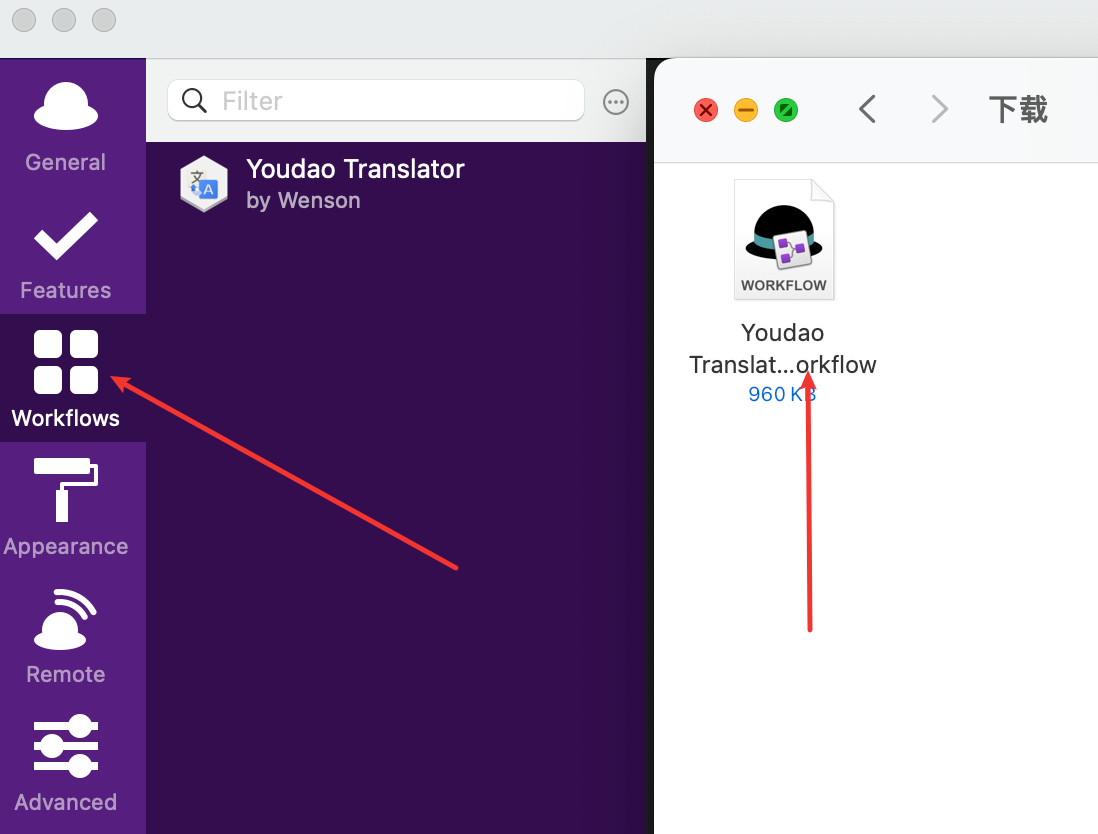 Filter
General
Features
Workflows
Appearance
Remote
Advanced
Youdao Translator
by Wenson
下载
WORKFLOW
Youdao
Translat...orkflow
960 KB